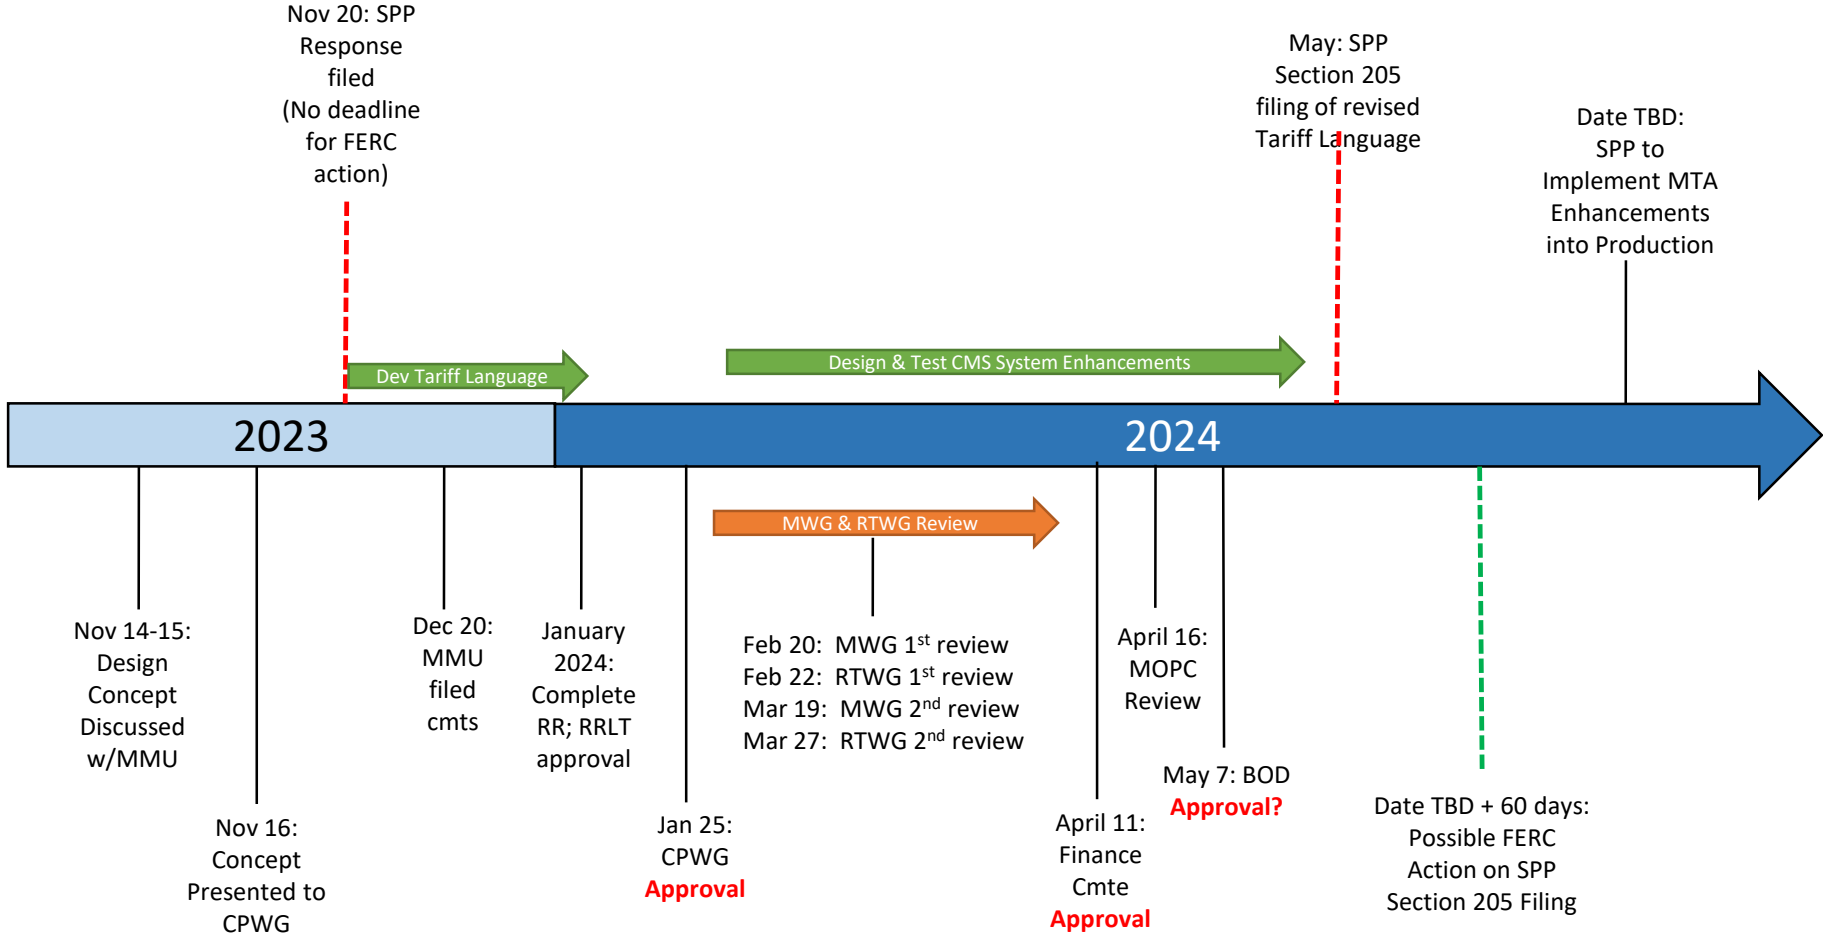 Nov 20: SPP
Response
filed
(No deadline
for FERC
action)
May: SPP
Section 205
filing of revised
Tariff Language
Date TBD:
SPP to
Implement MTA
Enhancements
into Production
Dev Tariff Language
Design & Test CMS System Enhancements
2023
2024
MWG & RTWG Review
Nov 14-15:
Design
Concept
Discussed
w/MMU
Nov 16:
Concept
Presented to
CPWG
Dec 20:
MMU
filed
cmts
January
2024:
Complete
RR; RRLT
approval
Jan 25:
CPWG
Approval
Feb 20: MWG 1st review
Feb 22: RTWG 1st review
Mar 19: MWG 2nd review
Mar 27: RTWG 2nd review
April 11:
Finance
Cmte
Approval
April 16:
MOPC
Review
May 7: BOD
Approval?
Date TBD + 60 days:
Possible FERC
Action on SPP
Section 205 Filing